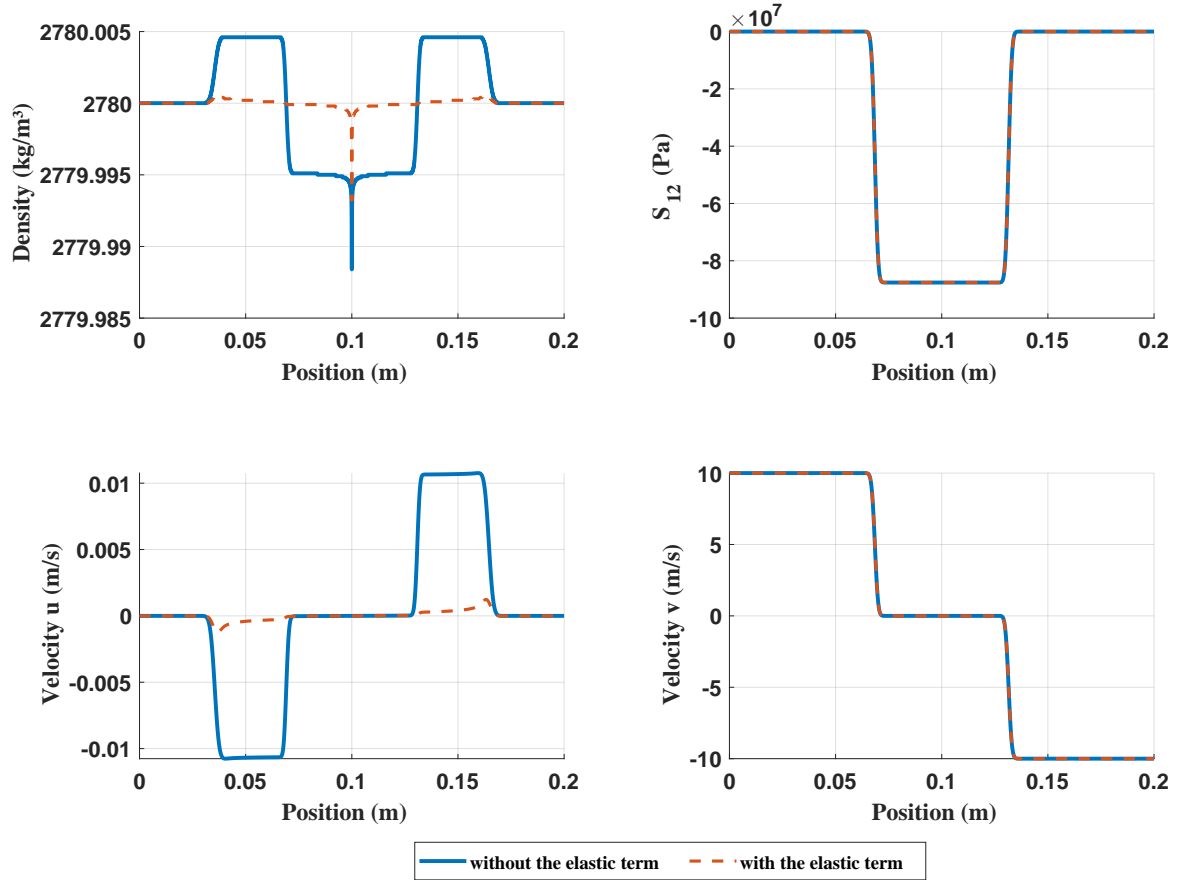 2780.005
2780
2779.995
2779.99
2779.985
Density (kg/m³)
0 0.05 0.1 0.15 0.2
Position (m)
×10⁷
0
-2
-4
-6
-8
-10
S₁₂ (Pa)
0 0.05 0.1 0.15 0.2
Position (m)
0.01
0.005
0
-0.005
-0.01
Velocity u (m/s)
0 0.05 0.1 0.15 0.2
Position (m)
10
5
0
-5
-10
Velocity v (m/s)
0 0.05 0.1 0.15 0.2
Position (m)
without the elastic term with the elastic term